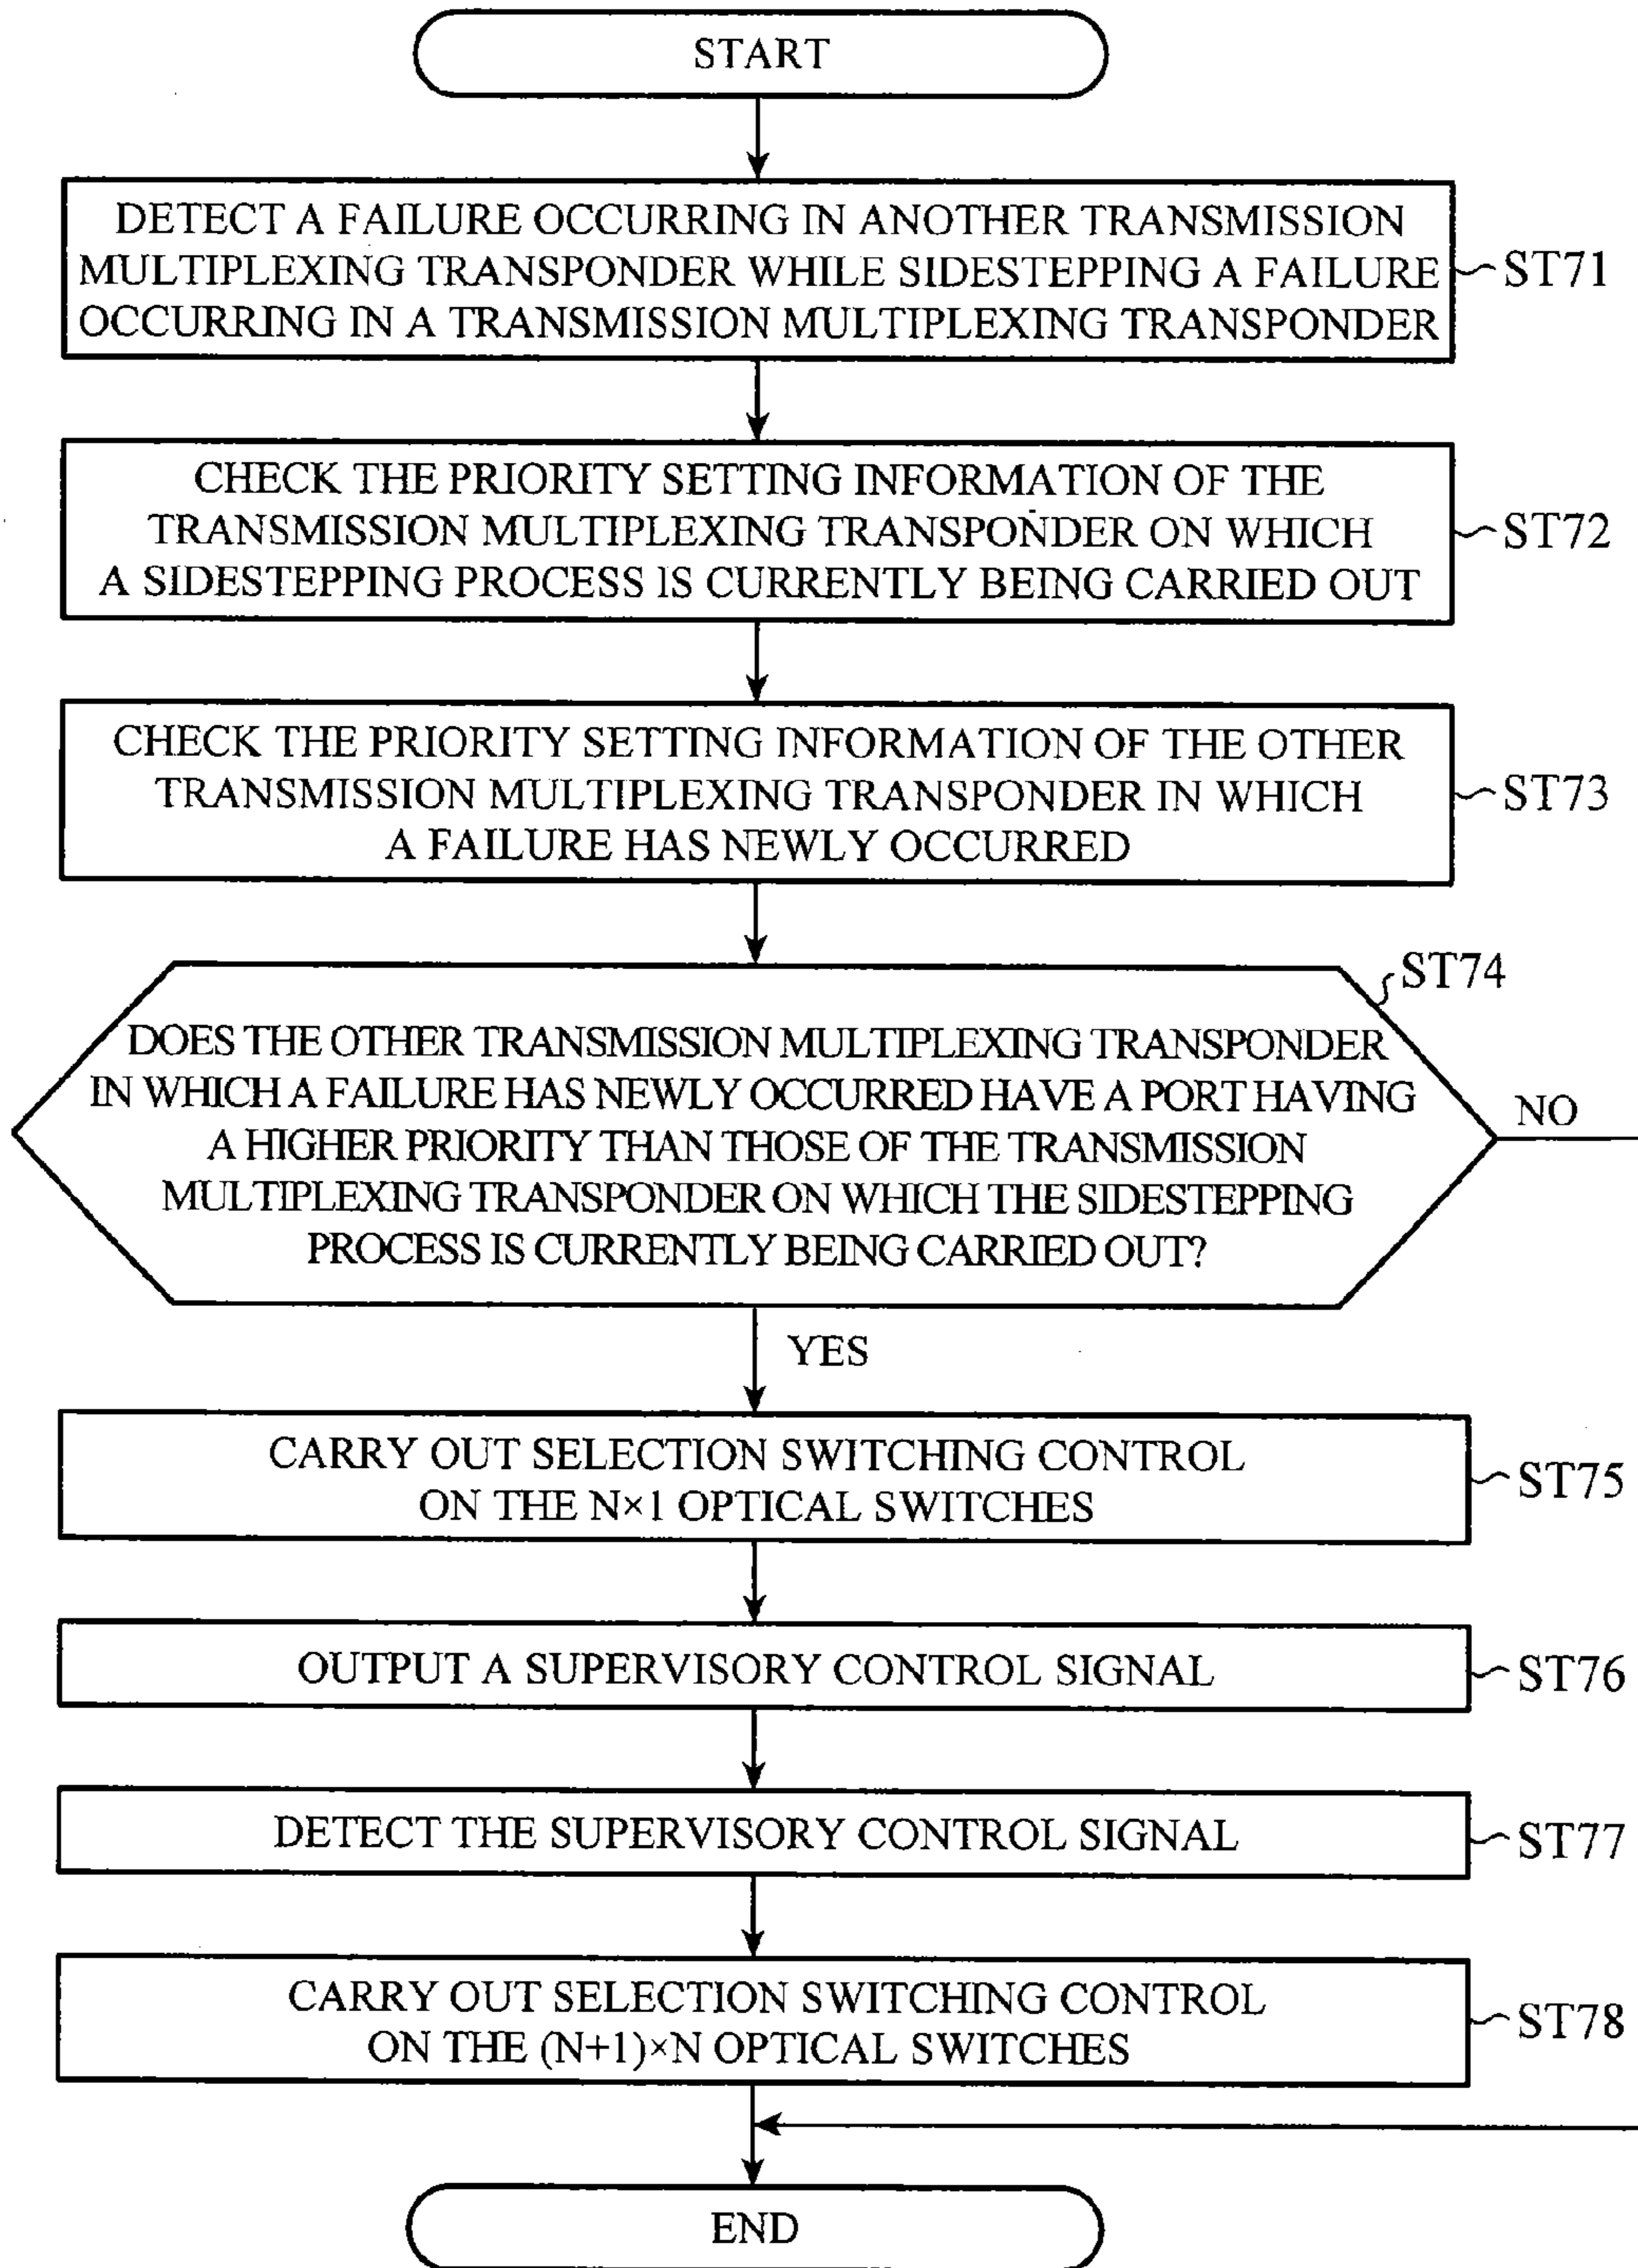 START
DETECT A FAILURE OCCURRING IN ANOTHER TRANSMISSION
MULTIPLEXING TRANSPONDER WHILE SIDESTEPPING A FAILURE
OCCURRING IN A TRANSMISSION MULTIPLEXING TRANSPONDER
ST71
CHECK THE PRIORITY SETTING INFORMATION OF THE
TRANSMISSION MULTIPLEXING TRANSPONDER ON WHICH
A SIDESTEPPING PROCESS IS CURRENTLY BEING CARRIED OUT
ST72
CHECK THE PRIORITY SETTING INFORMATION OF THE OTHER
TRANSMISSION MULTIPLEXING TRANSPONDER IN WHICH
A FAILURE HAS NEWLY OCCURRED
ST73
ST74
DOES THE OTHER TRANSMISSION MULTIPLEXING TRANSPONDER
IN WHICH A FAILURE HAS NEWLY OCCURRED HAVE A PORT HAVING
A HIGHER PRIORITY THAN THOSE OF THE TRANSMISSION
MULTIPLEXING TRANSPONDER ON WHICH THE SIDESTEPPING
PROCESS IS CURRENTLY BEING CARRIED OUT?
NO
YES
CARRY OUT SELECTION SWITCHING CONTROL
ON THE N×1 OPTICAL SWITCHES
ST75
OUTPUT A SUPERVISORY CONTROL SIGNAL
ST76
DETECT THE SUPERVISORY CONTROL SIGNAL
ST77
CARRY OUT SELECTION SWITCHING CONTROL
ON THE (N+1)×N OPTICAL SWITCHES
ST78
END